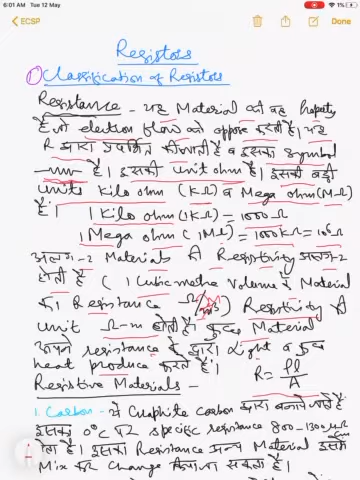 6:01 AM Tue 12 May
ECSP
Done
Resistors
① Classification of Resistors
Resistance - यह Material की वह Property
है जो electron flow को oppose करती है। यह
R द्वारा प्रदर्शित की जाती है व इसका Symbol
है। इसकी unit ohm है। इसकी बड़ी
units Kilo ohm (KΩ) व Mega ohm (MΩ)
है।
1 Kilo ohm (1KΩ) = 1000 Ω
1 Mega ohm (1MΩ) = 1000 KΩ = 10⁶Ω
अलग-2 Materials की Resistivity अलग-2
होती है (1 Cubic metre Volume के Material
का Resistance Ω/m³) Resistivity की
unit Ω-m होती है। कुछ Material
अपने resistance के द्वारा light व कुछ
heat produce करते हैं।
R = ρl/A
Resistive Materials -
1. Carbon - ये Graphite Carbon द्वारा बनाये जाते हैं
इसका 0°C पर specific resistance 800-1300 μΩ
cm
होता है। इसका Resistance अन्य Material इसमें
Mix कर Change किया जा सकता है।